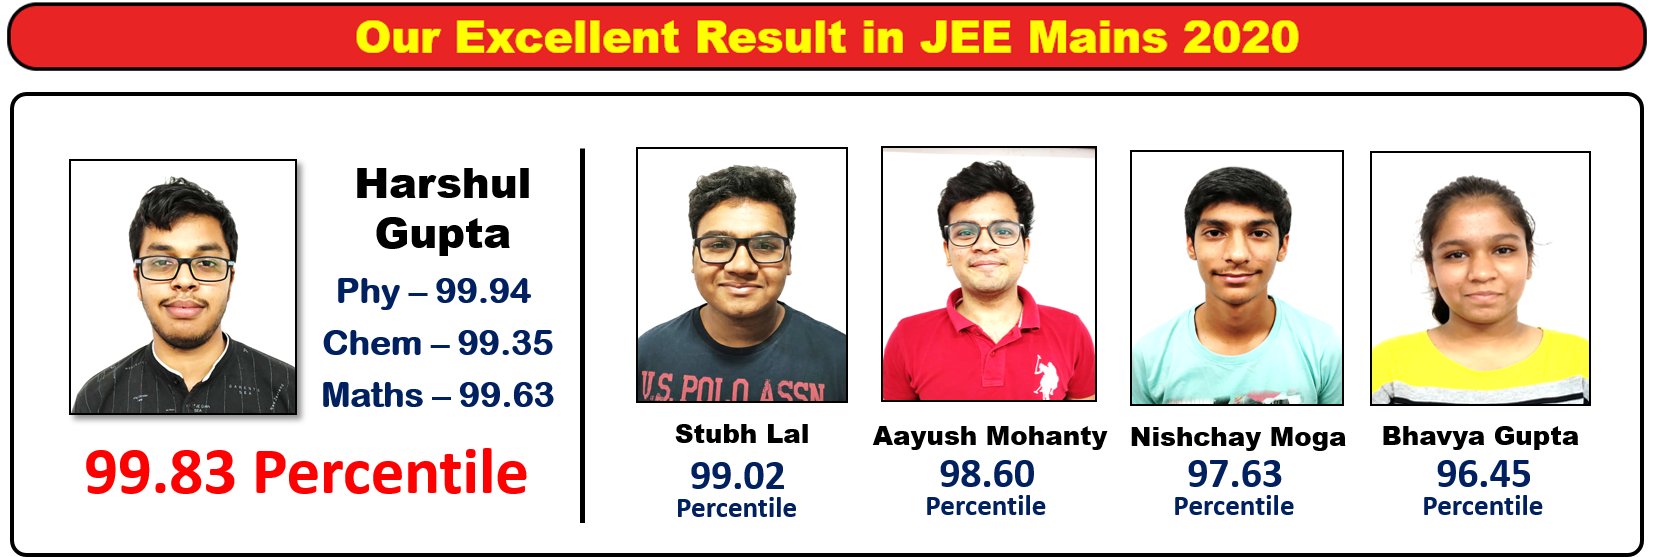 Our Excellent Result in JEE Mains 2020
Harshul
Gupta
Phy – 99.94
Chem – 99.35
Maths – 99.63
99.83 Percentile
U.S. POLO ASSN
Stubh Lal
99.02
Percentile
Aayush Mohanty
98.60
Percentile
Nishchay Moga
97.63
Percentile
Bhavya Gupta
96.45
Percentile